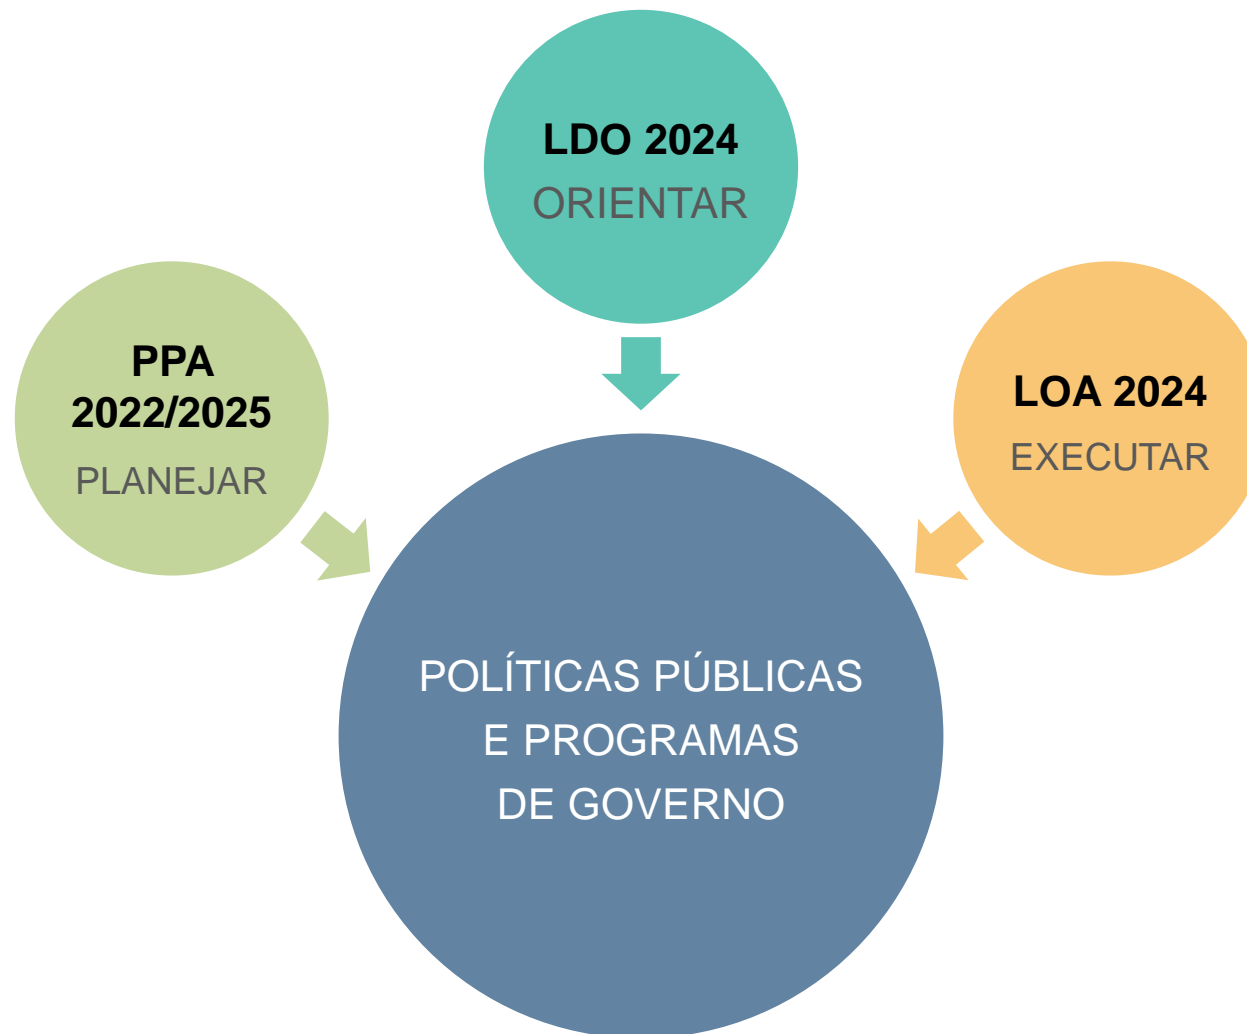 LDO 2024
ORIENTAR
PPA
2022/2025
PLANEJAR
LOA 2024
EXECUTAR
POLÍTICAS PÚBLICAS
E PROGRAMAS
DE GOVERNO